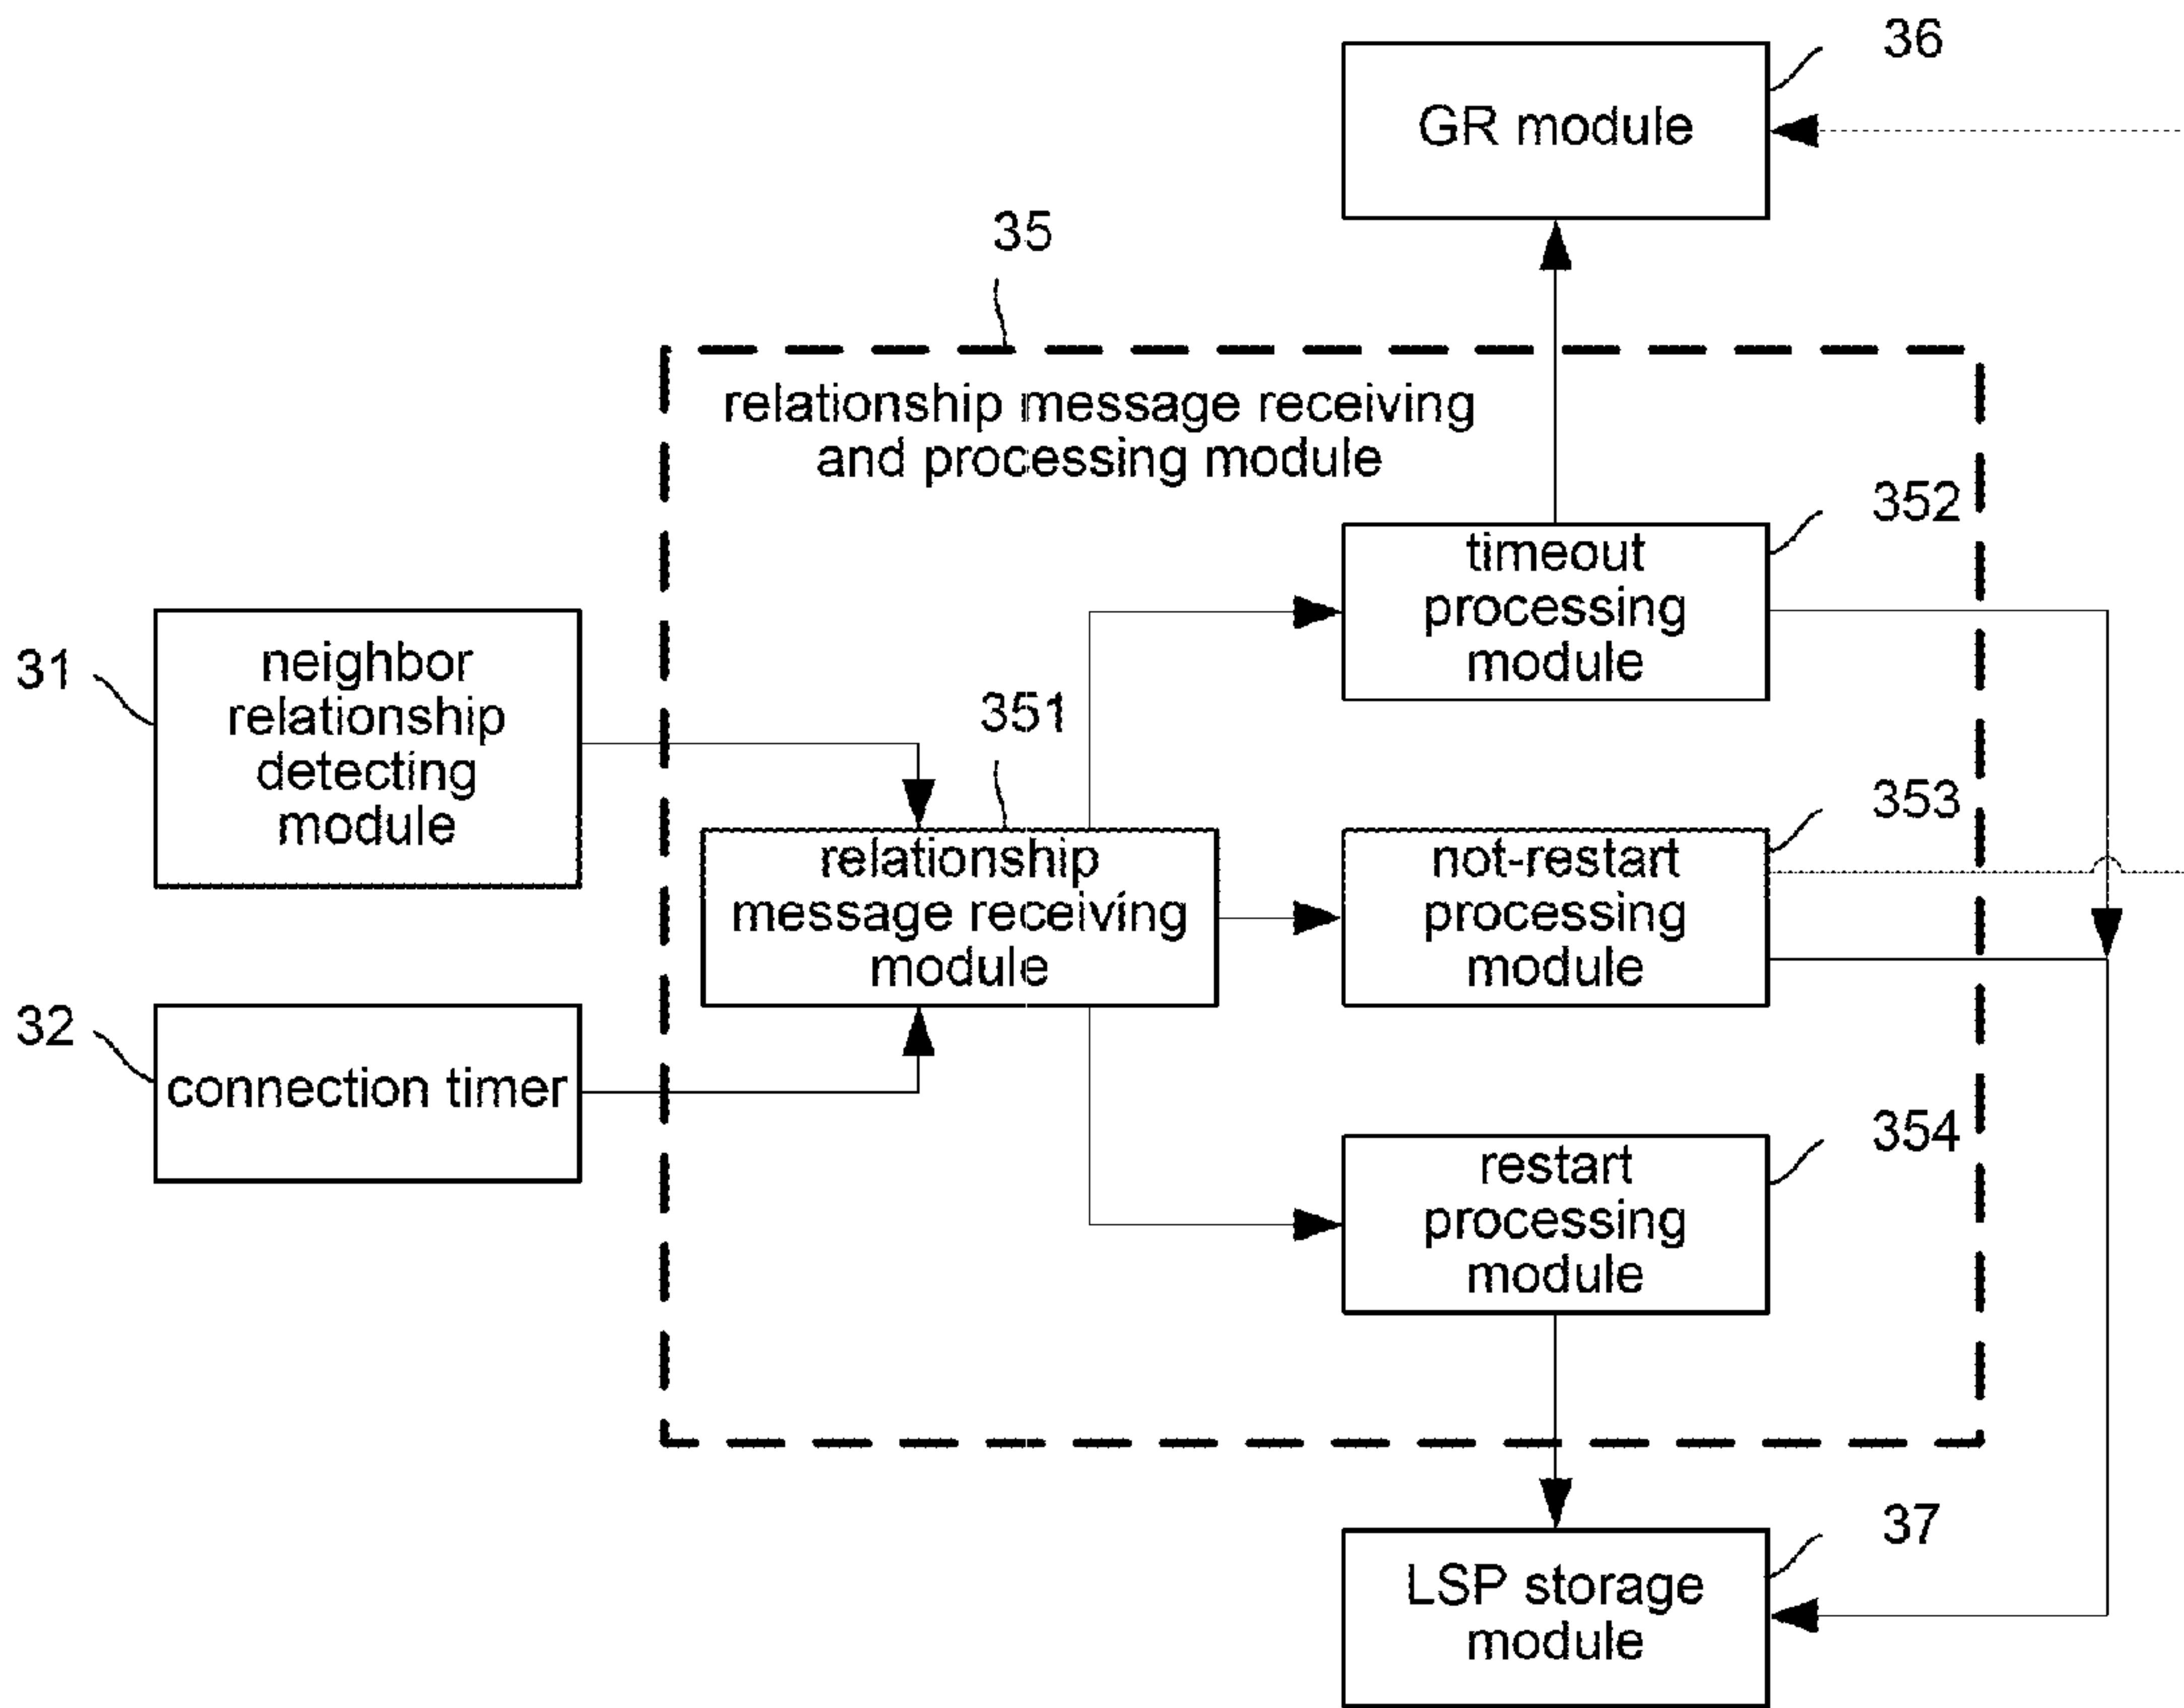 36
GR module
35
relationship message receiving
and processing module
352
timeout
processing
module
31
neighbor
relationship
detecting
module
351
relationship
message receiving
module
353
not-restart
processing
module
32
connection timer
354
restart
processing
module
37
LSP storage
module